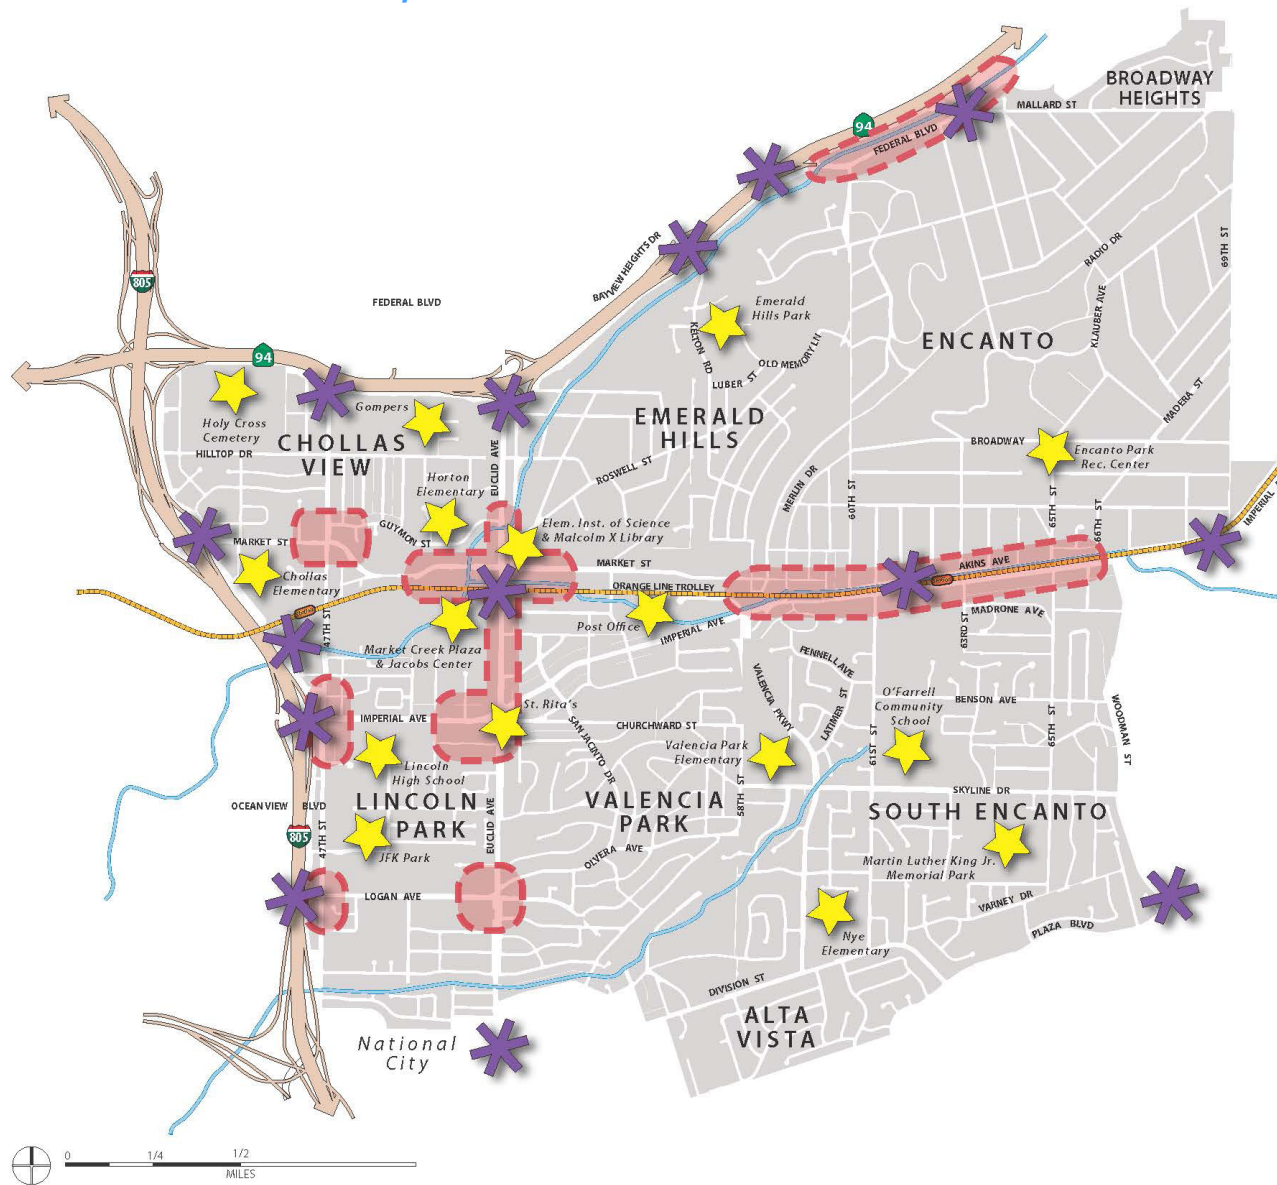 BROADWAY
HEIGHTS
MALLARD ST
94
FEDERAL BLVD
BAYVIEW HEIGHTS DR
RADIO DR
69TH ST
805
FEDERAL BLVD
KLAUBER AVE
Emerald
Hills Park
KELTON RD
OLD MEMORY LN
LUBER ST
ENCANTO
94
MADERA ST
Holy Cross
Cemetery
Gompers
CHOLLAS
VIEW
HILLTOP DR
EUCLID AVE
EMERALD
HILLS
BROADWAY
Encanto Park
Rec. Center
ROSWELL ST
MERLIN DR
60TH ST
65TH ST
66TH ST
IMPERIAL
Horton
Elementary
GUYMON ST
Elem. Inst. of Science
& Malcolm X Library
MARKET ST
MARKET ST
AKINS AVE
Chollas
Elementary
ORANGE LINE TROLLEY
47TH ST
Post Office
IMPERIAL AVE
63RD ST
MADRONE AVE
Market Creek Plaza
& Jacobs Center
FENNELL AVE
VALENCIA PKWY
LATIMER ST
O'Farrell
Community
School
BENSON AVE
WOODMAN ST
IMPERIAL AVE
St. Rita's
SAN JACINTO DR
CHURCHWARD ST
61ST ST
65TH ST
Lincoln
High School
Valencia Park
Elementary
58TH ST
SKYLINE DR
OCEAN VIEW BLVD
LINCOLN
PARK
VALENCIA
PARK
SOUTH ENCANTO
805
47TH ST
EUCLID AVE
JFK Park
OLVERA AVE
Martin Luther King Jr.
Memorial Park
LOGAN AVE
VARNEY DR
PLAZA BLVD
Nye
Elementary
DIVISION ST
ALTA
VISTA
National
City
0 1/4 1/2
MILES